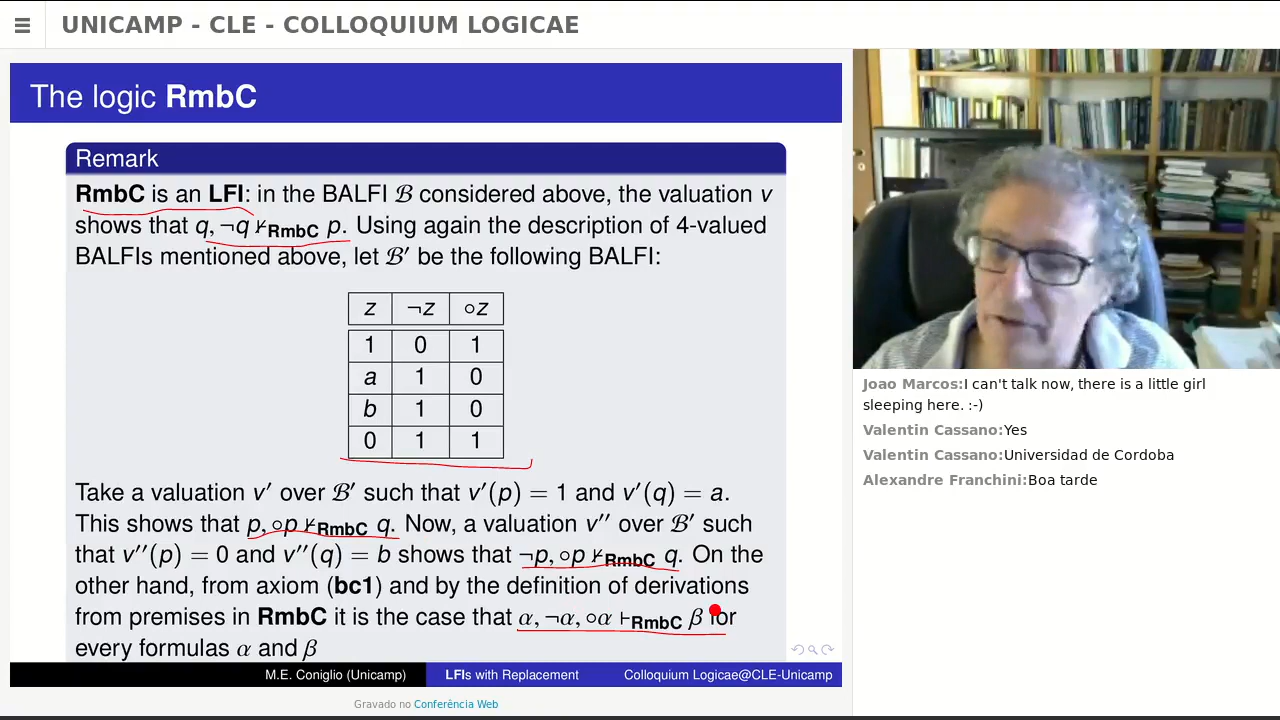 UNICAMP - CLE - COLLOQUIUM LOGICAE
The logic RmbC
Remark
RmbC is an LFI: in the BALFI ℬ considered above, the valuation v
shows that q, ¬q ⊬RmbC p. Using again the description of 4-valued
BALFIs mentioned above, let ℬ′ be the following BALFI:
z ¬z ∘z
1 0 1
a 1 0
b 1 0
0 1 1
Take a valuation v′ over ℬ′ such that v′(p) = 1 and v′(q) = a.
This shows that p, ∘p ⊬RmbC q. Now, a valuation v′′ over ℬ′ such
that v′′(p) = 0 and v′′(q) = b shows that ¬p, ∘p ⊬RmbC q. On the
other hand, from axiom (bc1) and by the definition of derivations
from premises in RmbC it is the case that α, ¬α, ∘α ⊢RmbC β for
every formulas α and β
M.E. Coniglio (Unicamp) LFIs with Replacement Colloquium Logicae@CLE-Unicamp
Gravado no Conferência Web
Joao Marcos:I can't talk now, there is a little girl
sleeping here. :-)
Valentin Cassano:Yes
Valentin Cassano:Universidad de Cordoba
Alexandre Franchini:Boa tarde